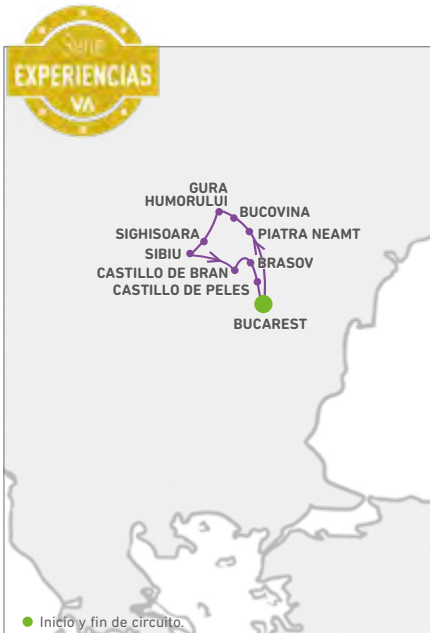 Serie
EXPERIENCIAS
VA
GURA
HUMORULUI
BUCOVINA
SIGHISOARA
PIATRA NEAMT
SIBIU
BRASOV
CASTILLO DE BRAN
CASTILLO DE PELES
BUCAREST
Inicio y fin de circuito.